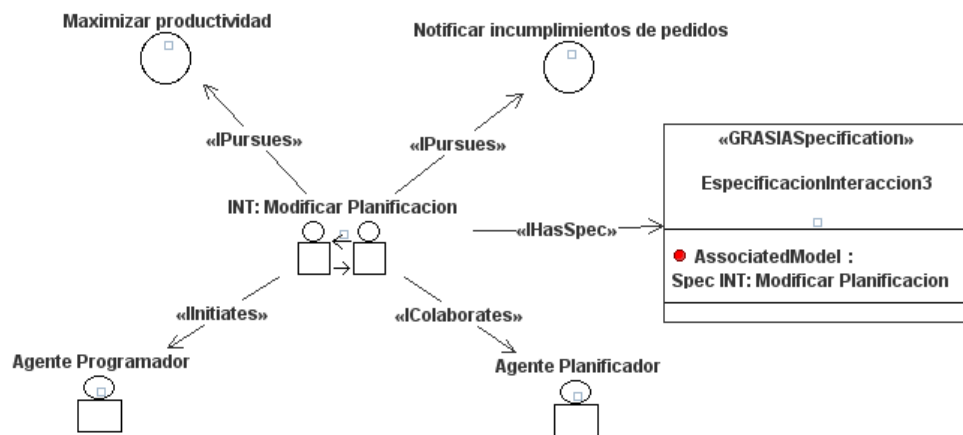 Maximizar productividad
Notificar incumplimientos de pedidos
«IPursues»
«IPursues»
«GRASIASpecification»
EspecificacionInteraccion3
INT: Modificar Planificacion
«IHasSpec»
AssociatedModel :
Spec INT: Modificar Planificacion
«IInitiates»
«IColaborates»
Agente Programador
Agente Planificador